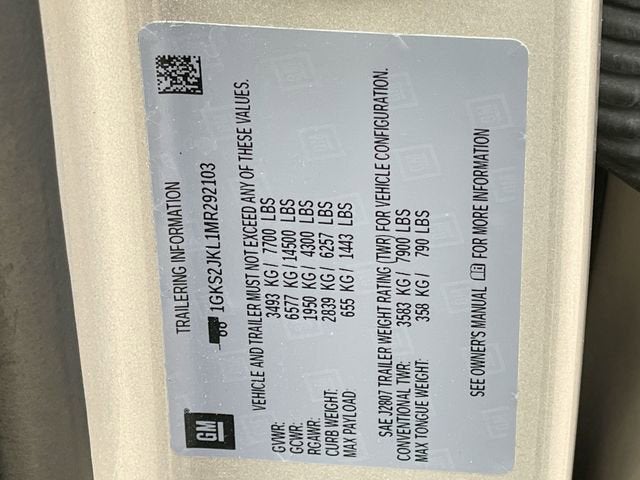 GM
TRAILERING INFORMATION
1GKS2JKL1MR292103
VEHICLE AND TRAILER MUST NOT EXCEED ANY OF THESE VALUES.
GVWR: 3493 KG / 7700 LBS
GCWR: 6577 KG / 14500 LBS
RGAWR: 1950 KG / 4300 LBS
CURB WEIGHT: 2839 KG / 6257 LBS
MAX PAYLOAD: 655 KG / 1443 LBS
SAE J2807 TRAILER WEIGHT RATING (TWR) FOR VEHICLE CONFIGURATION.
CONVENTIONAL TWR: 3583 KG / 7900 LBS
MAX TONGUE WEIGHT: 358 KG / 790 LBS
SEE OWNER'S MANUAL FOR MORE INFORMATION